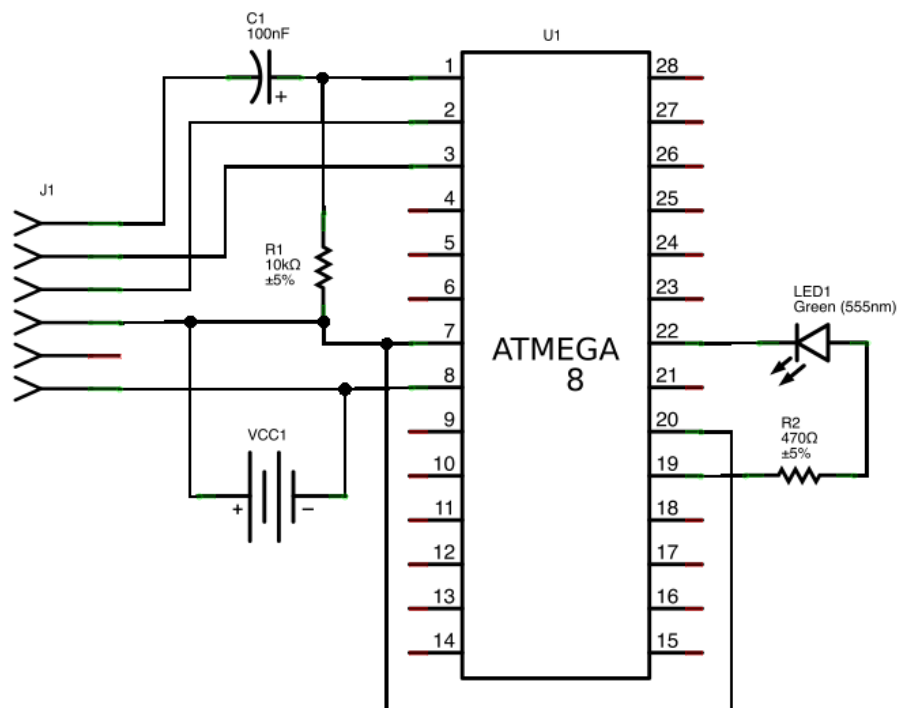 C1
100nF
+
U1
J1
1
2
3
4
5
6
7
8
9
10
11
12
13
14
28
27
26
25
24
23
22
21
20
19
18
17
16
15
R1
10kΩ
±5%
ATMEGA
8
LED1
Green (555nm)
R2
470Ω
±5%
VCC1
+ −